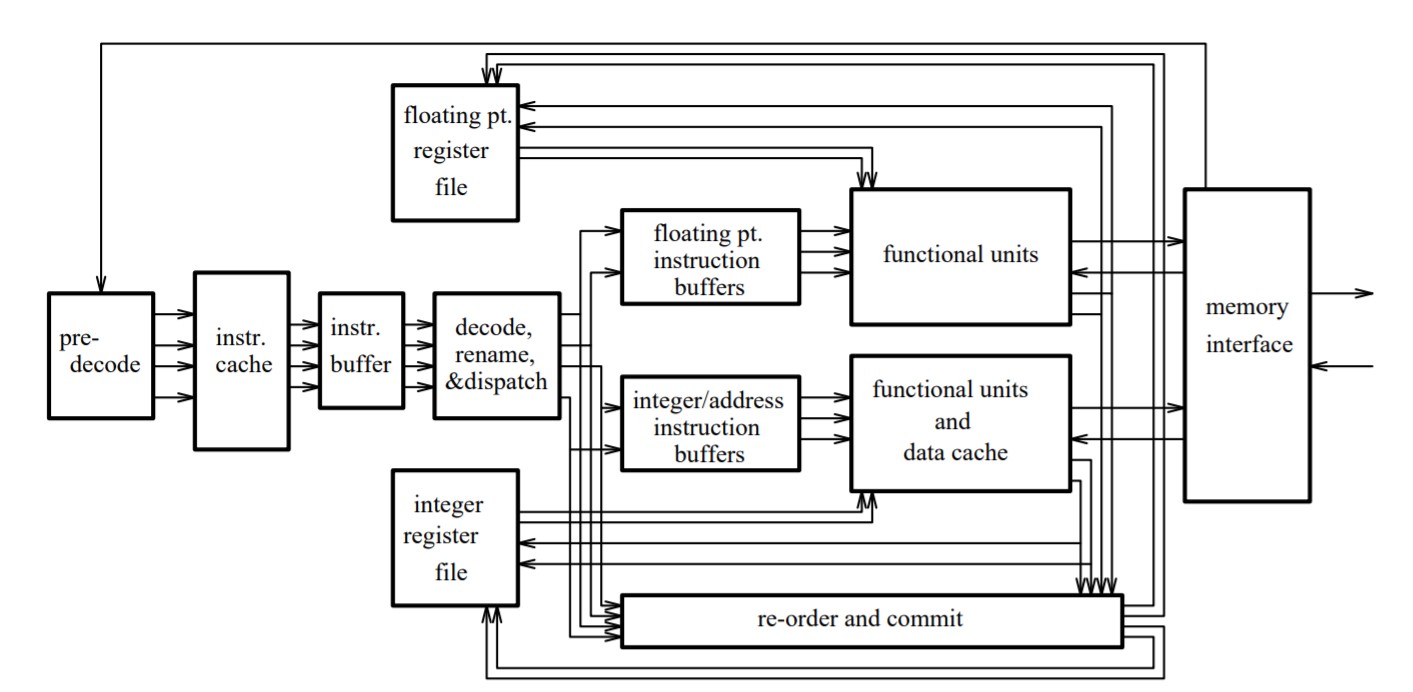 floating pt.
register
file
floating pt.
instruction
buffers
functional units
pre-
decode
instr.
cache
instr.
buffer
decode,
rename,
&dispatch
memory
interface
integer/address
instruction
buffers
functional units
and
data cache
integer
register
file
re-order and commit